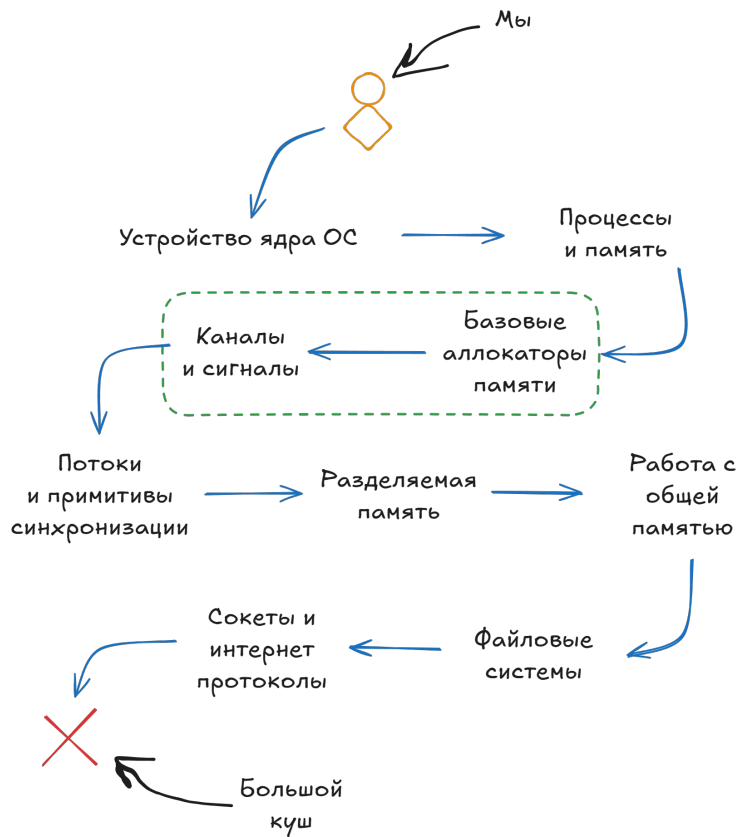 Мы
Устройство ядра ОС
Процессы
и память
Базовые
аллокаторы
памяти
Каналы
и сигналы
Потоки
и примитивы
синхронизации
Разделяемая
память
Работа с
общей
памятью
Файловые
системы
Сокеты и
интернет
протоколы
Большой
куш